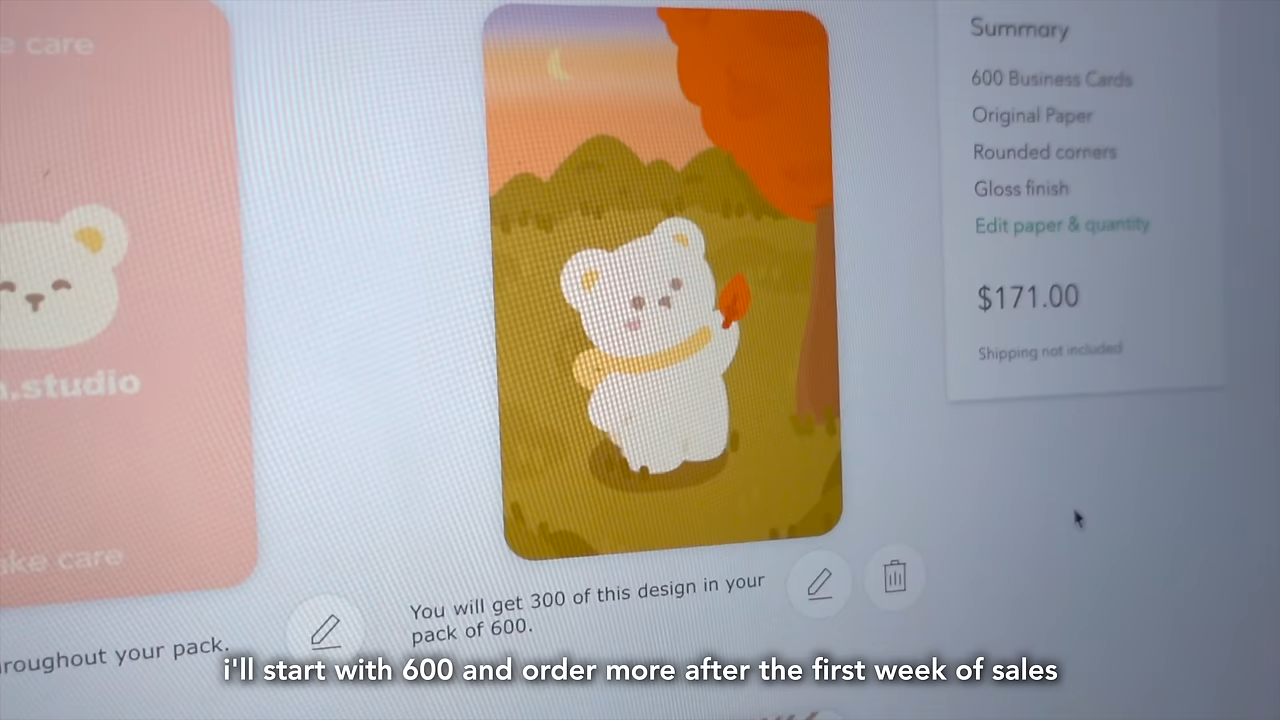 care
.studio
take care
throughout your pack.
You will get 300 of this design in your
pack of 600.
Summary
600 Business Cards
Original Paper
Rounded corners
Gloss finish
Edit paper & quantity
$171.00
Shipping not included
i'll start with 600 and order more after the first week of sales